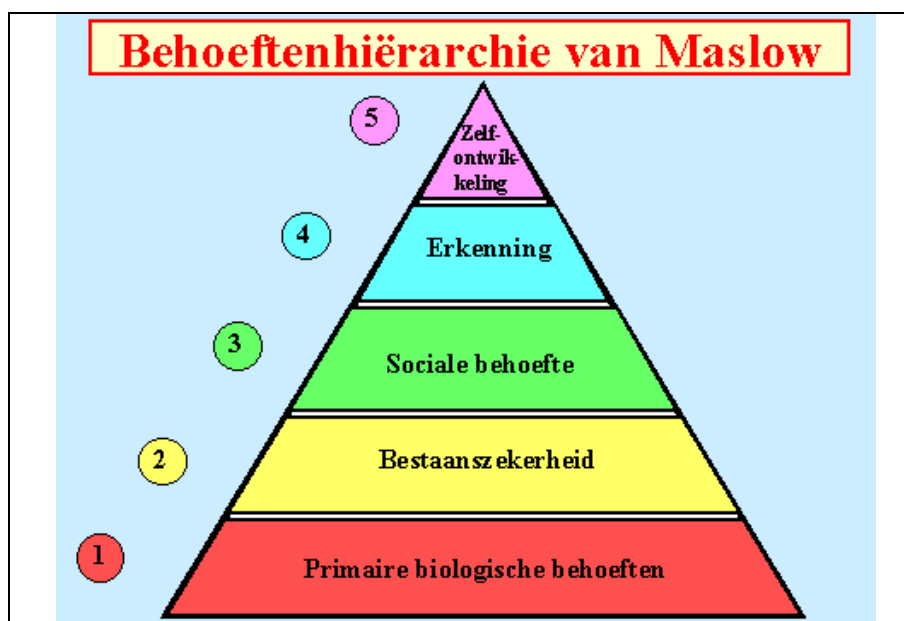 Behoeftenhiërarchie van Maslow
5
Zelf-
ontwik-
keling
4
Erkenning
3
Sociale behoefte
2
Bestaanszekerheid
1
Primaire biologische behoeften